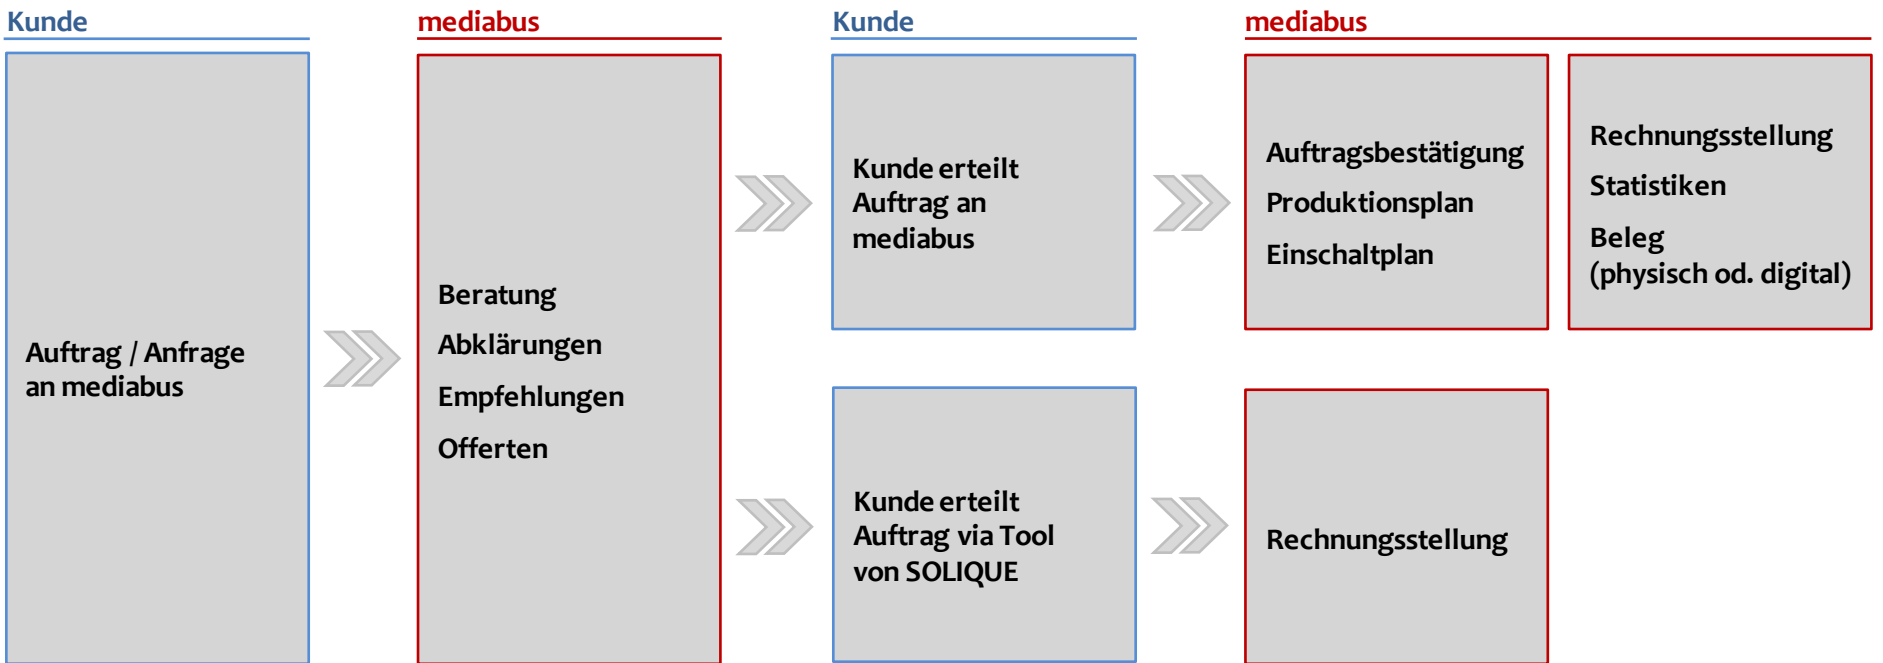 Kunde
mediabus
Kunde
mediabus
Auftrag / Anfrage
an mediabus
Beratung
Abklärungen
Empfehlungen
Offerten
Kunde erteilt
Auftrag an
mediabus
Auftragsbestätigung
Produktionsplan
Einschaltplan
Rechnungsstellung
Statistiken
Beleg
(physisch od. digital)
Kunde erteilt
Auftrag via Tool
von SOLIQUE
Rechnungsstellung